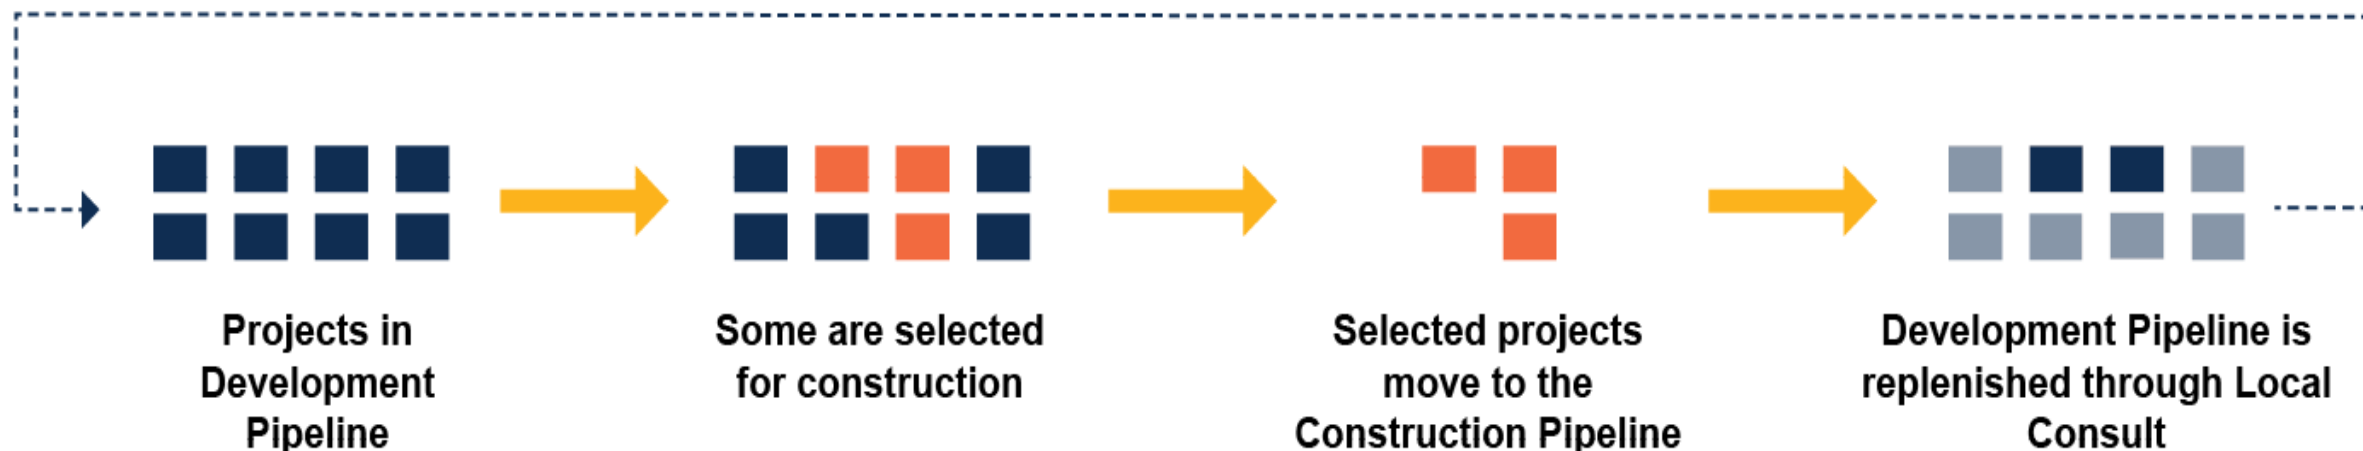 Projects in
Development
Pipeline
Some are selected
for construction
Selected projects
move to the
Construction Pipeline
Development Pipeline is
replenished through Local
Consult